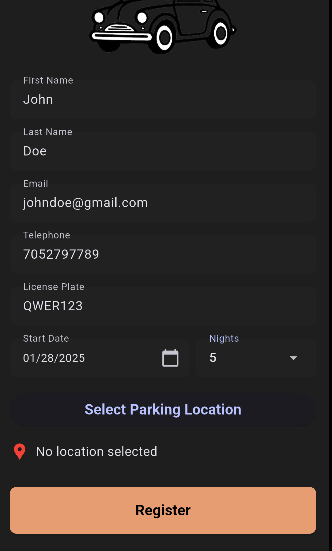 First Name
John
Last Name
Doe
Email
johndoe@gmail.com
Telephone
7052797789
License Plate
QWER123
Start Date
01/28/2025
Nights
5
Select Parking Location
No location selected
Register